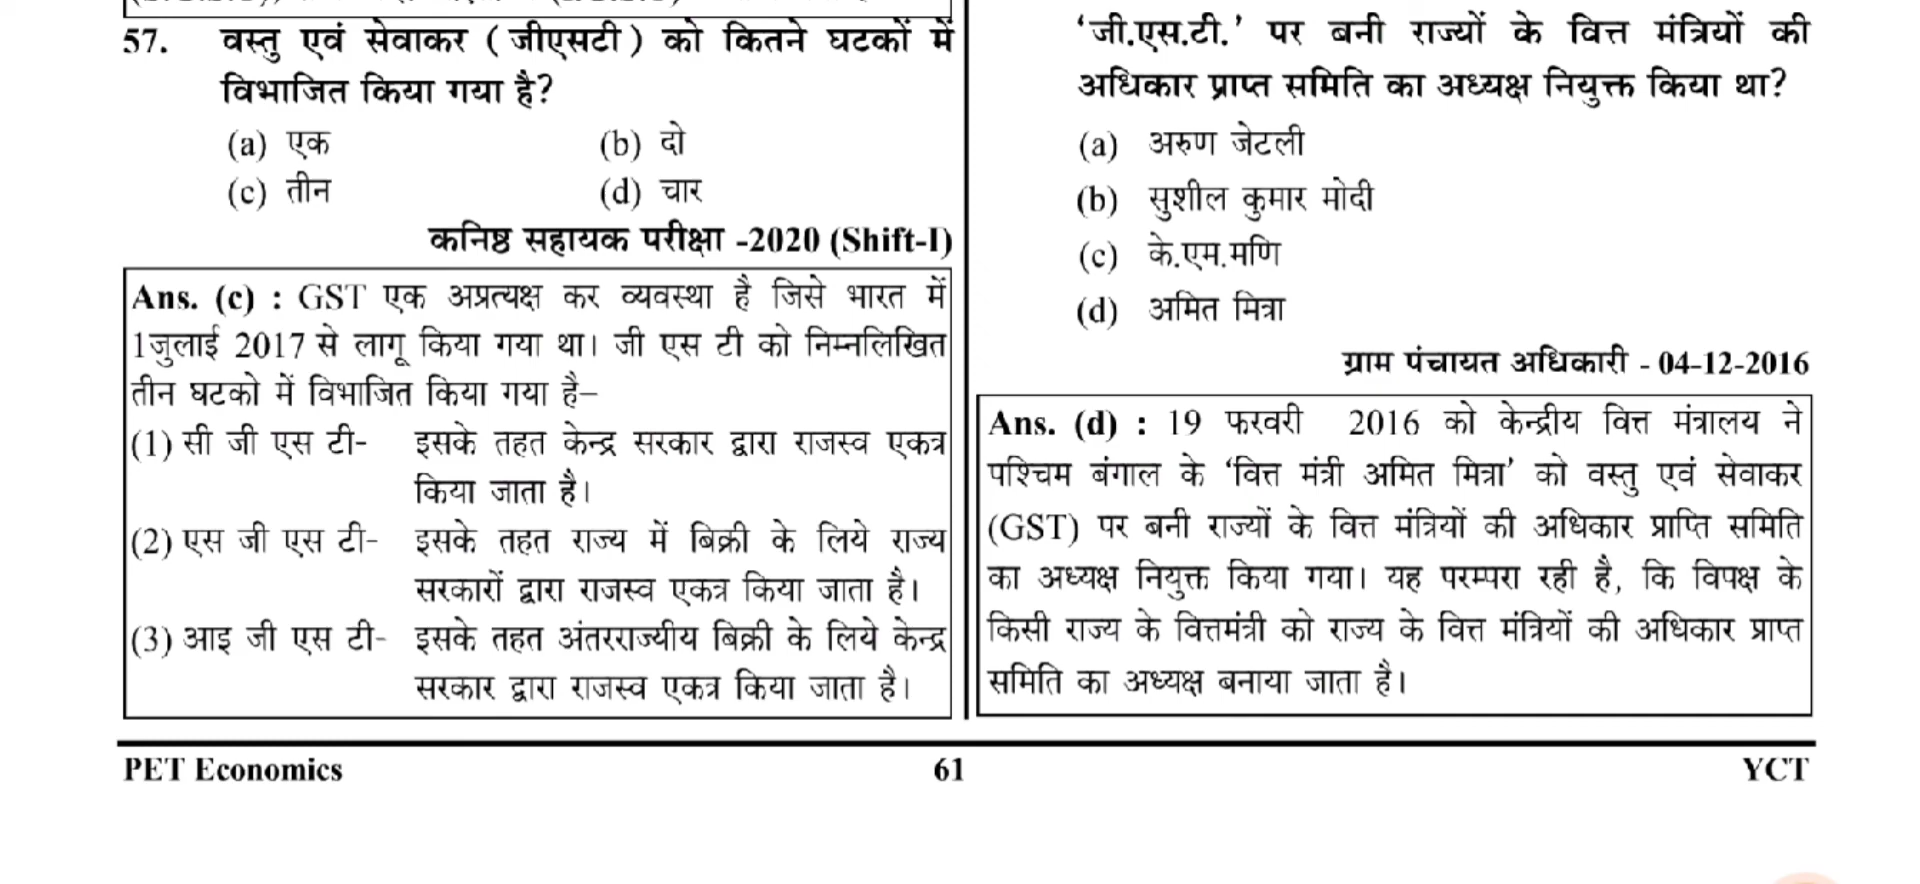 57. वस्तु एवं सेवाकर (जीएसटी) को कितने घटकों में
विभाजित किया गया है?
(a) एक (b) दो
(c) तीन (d) चार
कनिष्ठ सहायक परीक्षा -2020 (Shift-I)
Ans. (c) : GST एक अप्रत्यक्ष कर व्यवस्था है जिसे भारत में
1जुलाई 2017 से लागू किया गया था। जी एस टी को निम्नलिखित
तीन घटको में विभाजित किया गया है–
(1) सी जी एस टी- इसके तहत केन्द्र सरकार द्वारा राजस्व एकत्र
किया जाता है।
(2) एस जी एस टी- इसके तहत राज्य में बिक्री के लिये राज्य
सरकारों द्वारा राजस्व एकत्र किया जाता है।
(3) आइ जी एस टी- इसके तहत अंतरराज्यीय बिक्री के लिये केन्द्र
सरकार द्वारा राजस्व एकत्र किया जाता है।
‘जी.एस.टी.’ पर बनी राज्यों के वित्त मंत्रियों की
अधिकार प्राप्त समिति का अध्यक्ष नियुक्त किया था?
(a) अरुण जेटली
(b) सुशील कुमार मोदी
(c) के.एम.मणि
(d) अमित मित्रा
ग्राम पंचायत अधिकारी - 04-12-2016
Ans. (d) : 19 फरवरी 2016 को केन्द्रीय वित्त मंत्रालय ने
पश्चिम बंगाल के ‘वित्त मंत्री अमित मित्रा’ को वस्तु एवं सेवाकर
(GST) पर बनी राज्यों के वित्त मंत्रियों की अधिकार प्राप्ति समिति
का अध्यक्ष नियुक्त किया गया। यह परम्परा रही है, कि विपक्ष के
किसी राज्य के वित्तमंत्री को राज्य के वित्त मंत्रियों की अधिकार प्राप्त
समिति का अध्यक्ष बनाया जाता है।
PET Economics 61 YCT